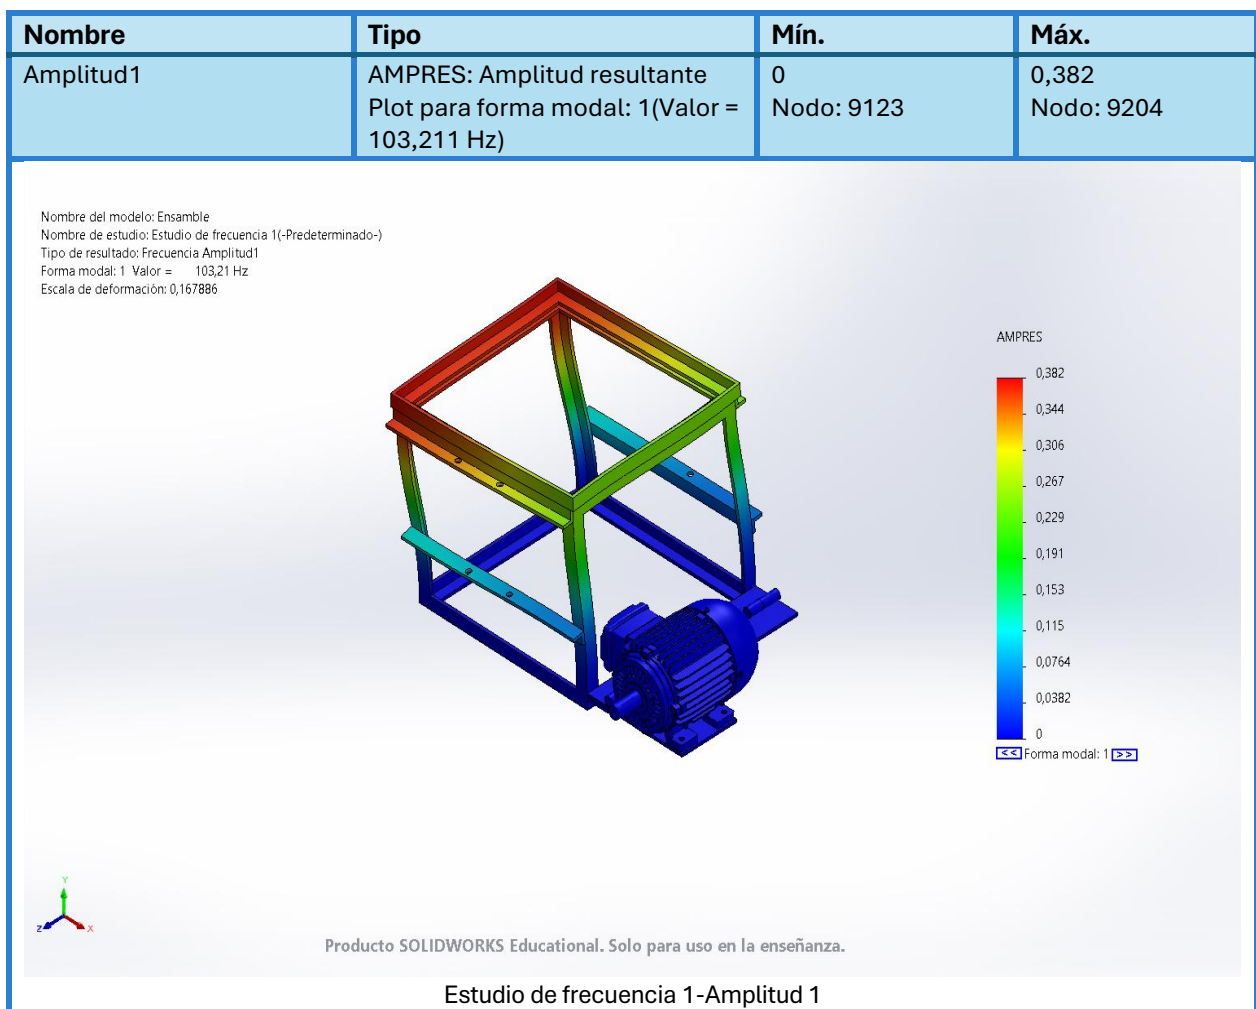 Nombre Tipo Mín. Máx.
Amplitud1 AMPRES: Amplitud resultante 0 0,382
Plot para forma modal: 1(Valor = Nodo: 9123 Nodo: 9204
103,211 Hz)
Nombre del modelo: Ensamble
Nombre de estudio: Estudio de frecuencia 1(-Predeterminado-)
Tipo de resultado: Frecuencia Amplitud1
Forma modal: 1 Valor = 103,21 Hz
Escala de deformación: 0,167886
AMPRES
0,382
0,344
0,306
0,267
0,229
0,191
0,153
0,115
0,0764
0,0382
0
<< Forma modal: 1 >>
Y
Z X
Producto SOLIDWORKS Educational. Solo para uso en la enseñanza.
Estudio de frecuencia 1-Amplitud 1